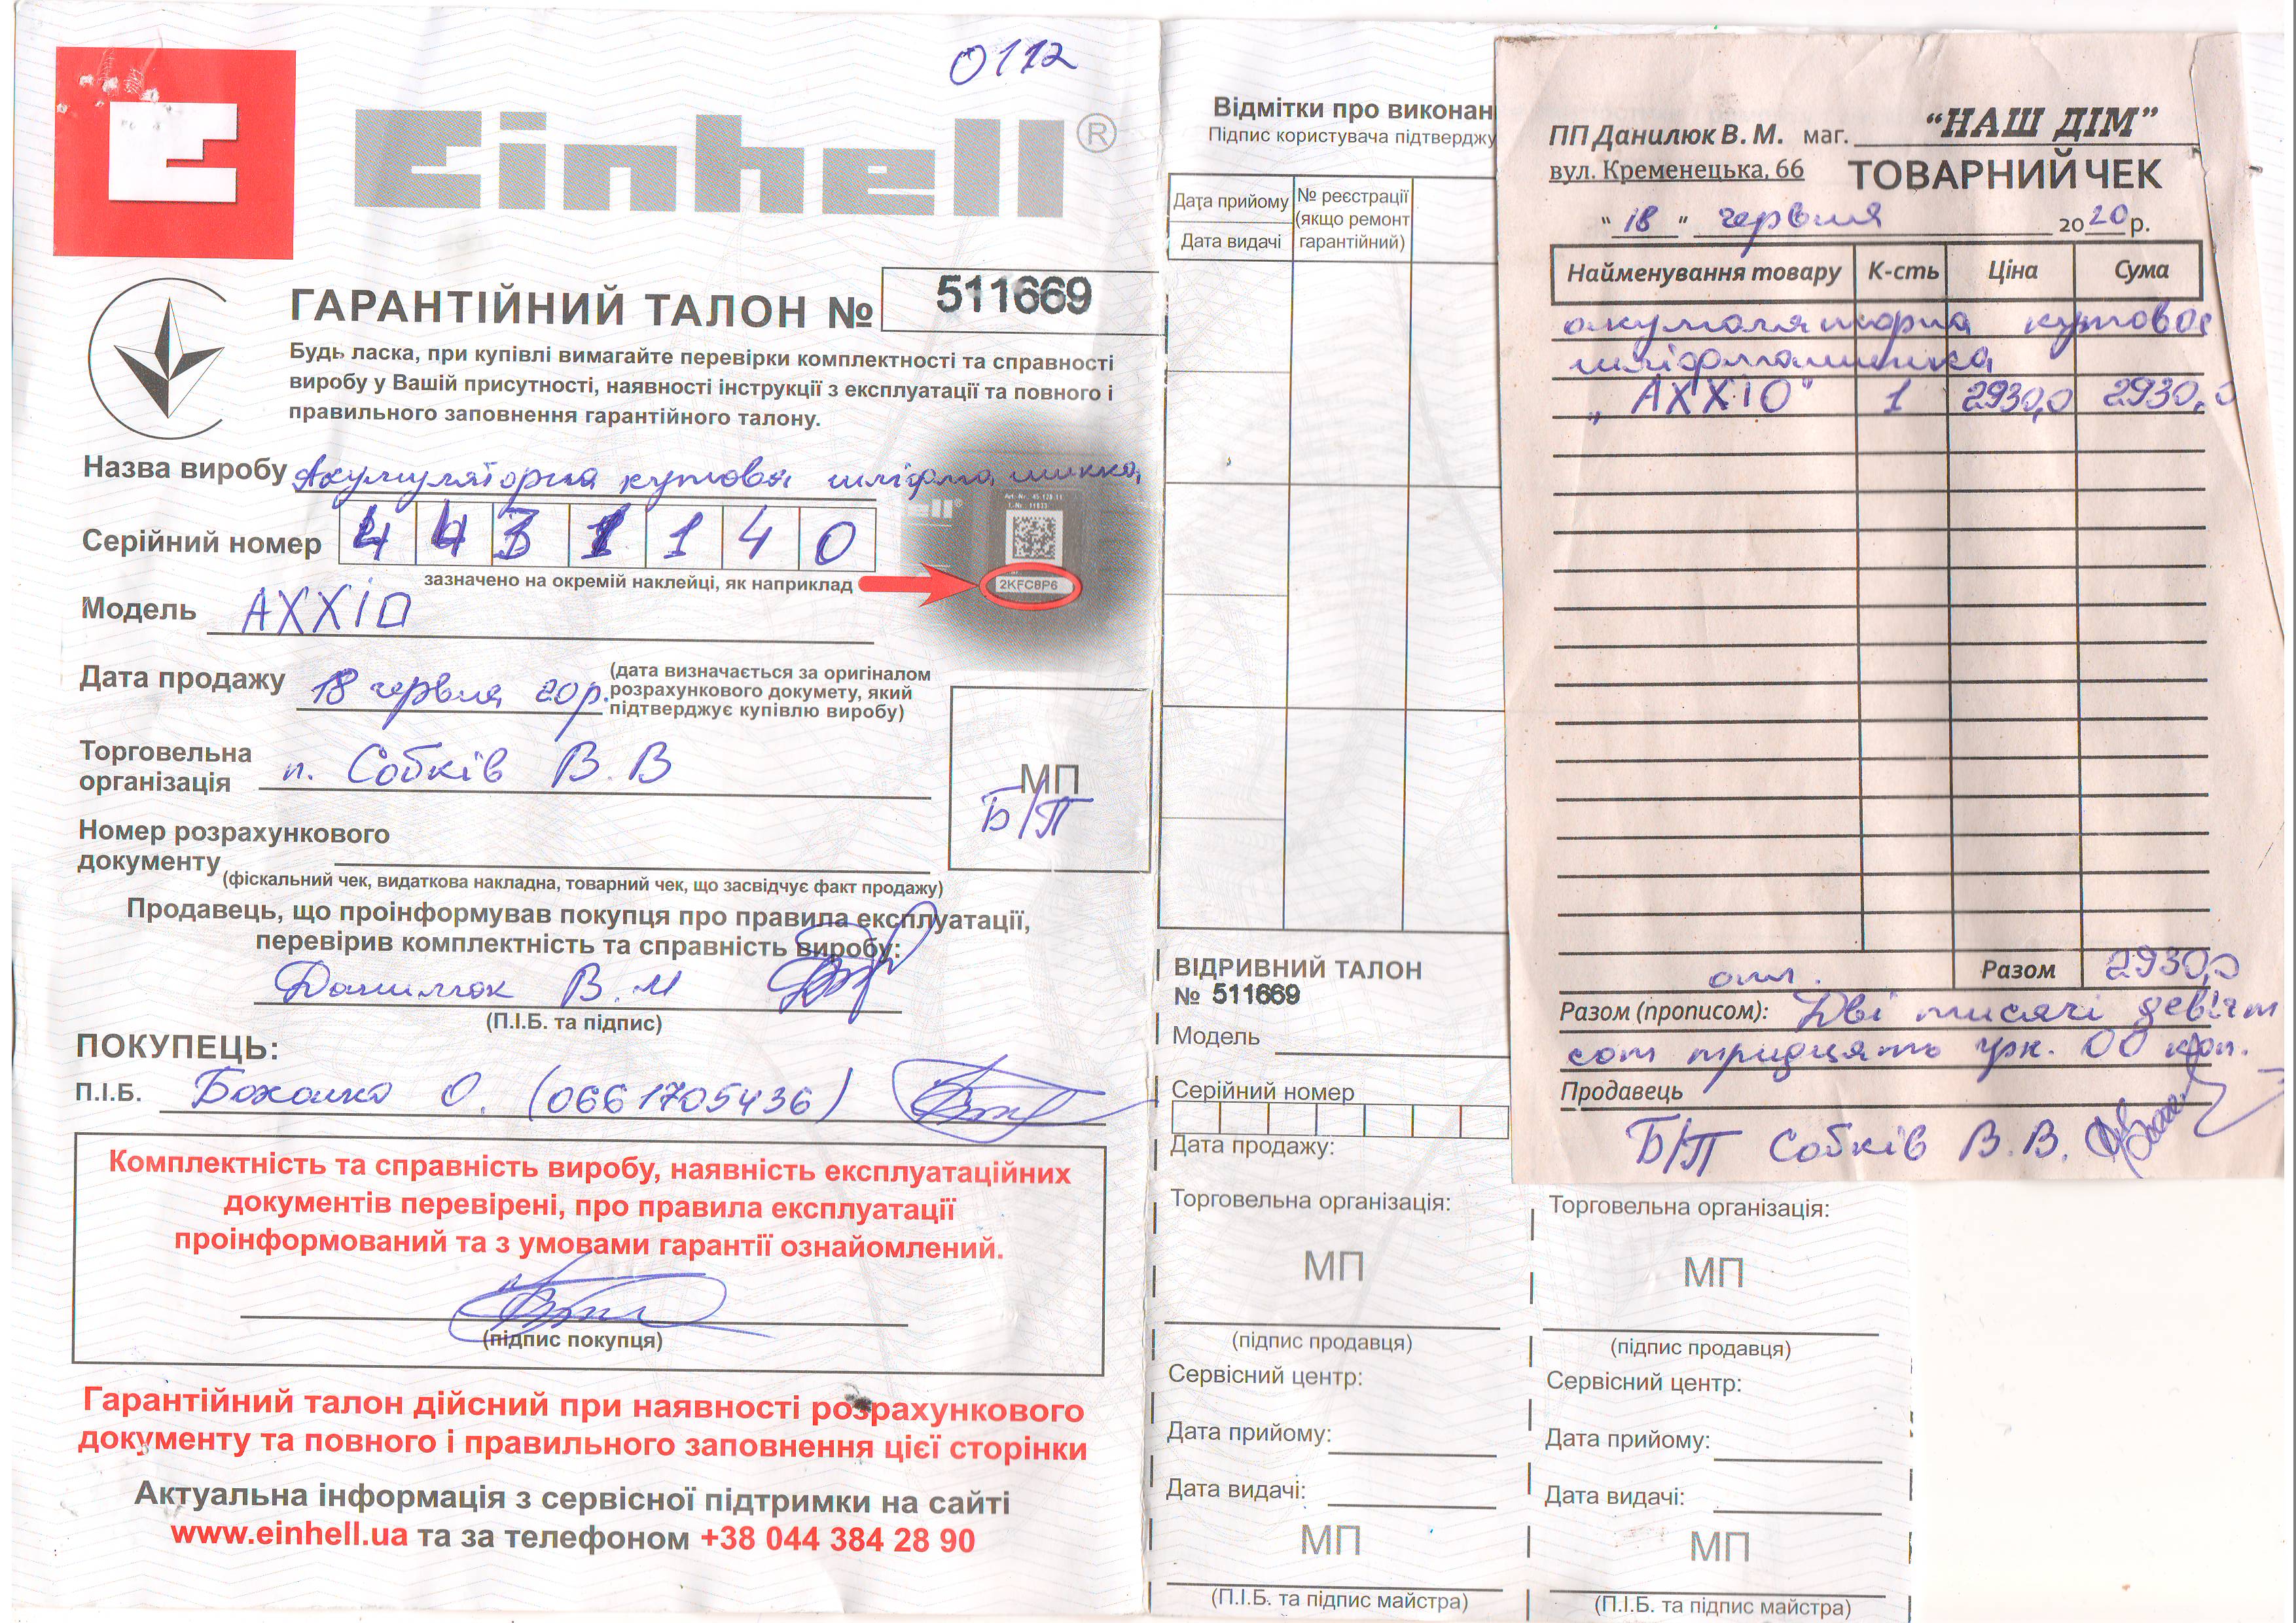 0112
Einhell®
ГАРАНТІЙНИЙ ТАЛОН № 511669
Будь ласка, при купівлі вимагайте перевірки комплектності та справності
виробу у Вашій присутності, наявності інструкції з експлуатації та повного і
правильного заповнення гарантійного талону.
Назва виробу Акумуляторна кутова шліфмашинка
Art.-Nr.: 45.128.11
Серійний номер 4 4 3 1 1 4 0
зазначено на окремій наклейці, як наприклад
2KFC8P6
Модель AXXIO
Дата продажу 18 червня 20р.
(дата визначається за оригіналом
розрахункового докумету, який
підтверджує купівлю виробу)
Торговельна
організація п. Собків В. В
МП
Б/П
Номер розрахункового
документу
(фіскальний чек, видаткова накладна, товарний чек, що засвідчує факт продажу)
Продавець, що проінформував покупця про правила експлуатації,
перевірив комплектність та справність виробу:
Данилюк В.М
(П.І.Б. та підпис)
ПОКУПЕЦЬ:
П.І.Б. О. (0661705436)
Комплектність та справність виробу, наявність експлуатаційних
документів перевірені, про правила експлуатації
проінформований та з умовами гарантії ознайомлений.
(підпис покупця)
Гарантійний талон дійсний при наявності розрахункового
документу та повного і правильного заповнення цієї сторінки
Актуальна інформація з сервісної підтримки на сайті
www.einhell.ua та за телефоном +38 044 384 28 90
Відмітки про виконан
Підпис користувача підтверджу
Дата прийому
Дата видачі
№ реєстрації
(якщо ремонт
гарантійний)
ВІДРИВНИЙ ТАЛОН
№ 511669
Модель
Серійний номер
Дата продажу:
Торговельна організація:
МП
(підпис продавця)
Сервісний центр:
Дата прийому:
Дата видачі:
МП
(П.І.Б. та підпис майстра)
Торговельна організація:
МП
(підпис продавця)
Сервісний центр:
Дата прийому:
Дата видачі:
МП
(П.І.Б. та підпис майстра)
ПП Данилюк В. М. маг. "НАШ ДІМ"
вул. Кременецька, 66 ТОВАРНИЙ ЧЕК
"18" червня 2020р.
Найменування товару К-сть Ціна Сума
акумуляторна кутова
шліфмашинка
„AXXIO" 1 2930,0 2930,0
Разом 2930,0
Разом (прописом): Дві тисячі девіт
сот тридцять грн. 00 коп.
Продавець
Б/П Собків В. В.